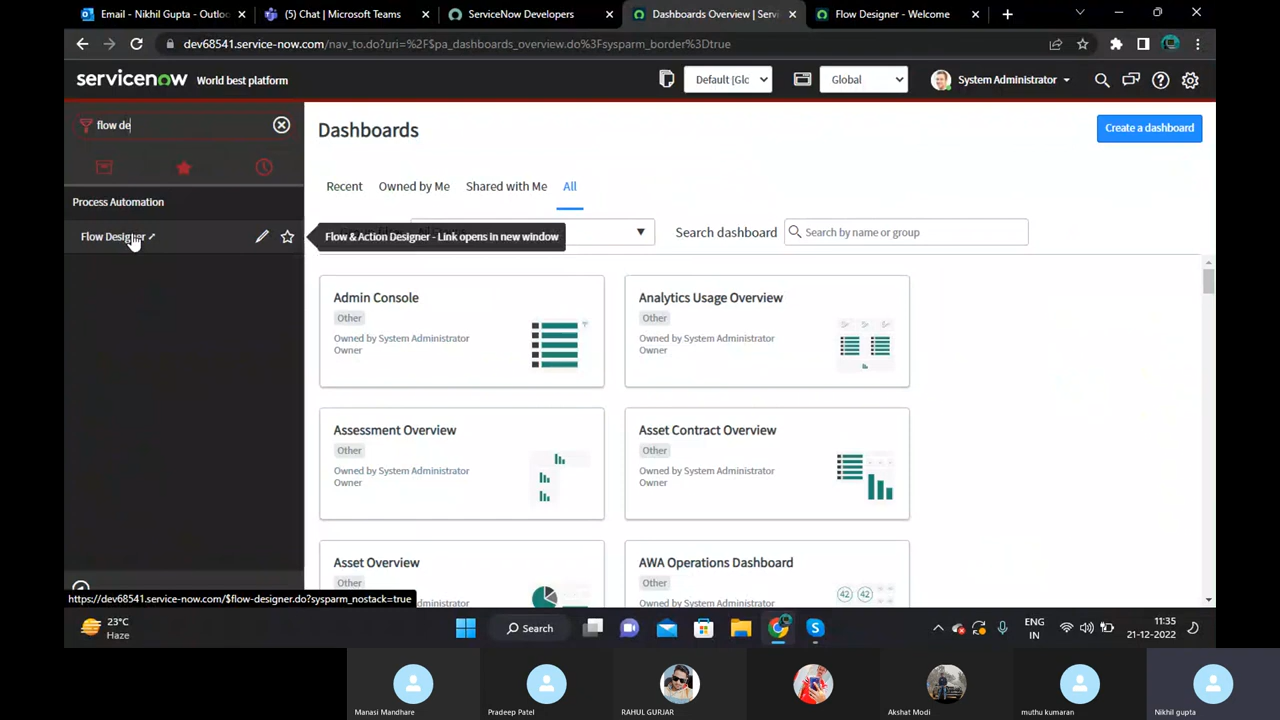 Email - Nikhil Gupta - Outloo
(5) Chat | Microsoft Teams
ServiceNow Developers
Dashboards Overview | Servi
Flow Designer - Welcome
dev68541.service-now.com/nav_to.do?uri=%2F$pa_dashboards_overview.do%3Fsysparm_border%3Dtrue
servicenow
World best platform
Default [Glc
Global
System Administrator
flow de
Process Automation
Flow Designer
Flow & Action Designer - Link opens in new window
Dashboards
Create a dashboard
Recent
Owned by Me
Shared with Me
All
Search dashboard
Search by name or group
Admin Console
Other
Owned by System Administrator
Owner
Analytics Usage Overview
Other
Owned by System Administrator
Owner
Assessment Overview
Other
Owned by System Administrator
Owner
Asset Contract Overview
Other
Owned by System Administrator
Owner
Asset Overview
Other
ministrator
AWA Operations Dashboard
Other
Owned by System Administrator
42
42
https://dev68541.service-now.com/$flow-designer.do?sysparm_nostack=true
23°C
Haze
Search
ENG
IN
11:35
21-12-2022
Manasi Mandhare
Pradeep Patel
RAHUL GURJAR
Akshat Modi
muthu kumaran
Nikhil gupta